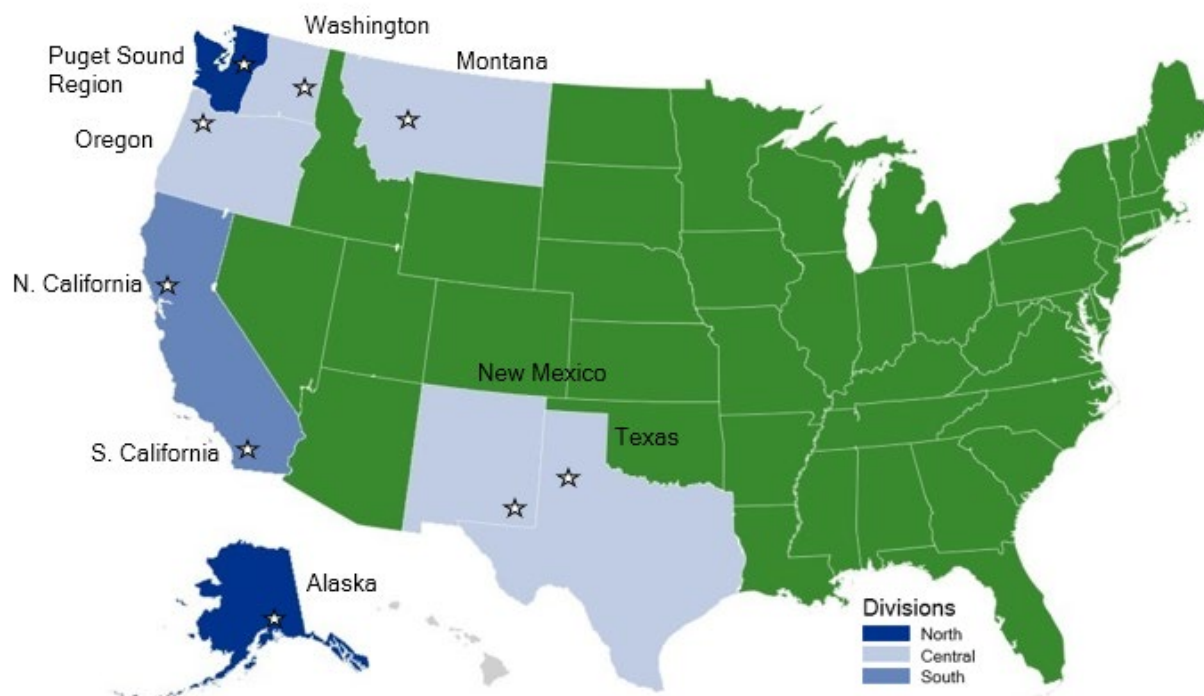 Washington
Puget Sound
Region
Montana
Oregon
N. California
New Mexico
Texas
S. California
Alaska
Divisions
North
Central
South